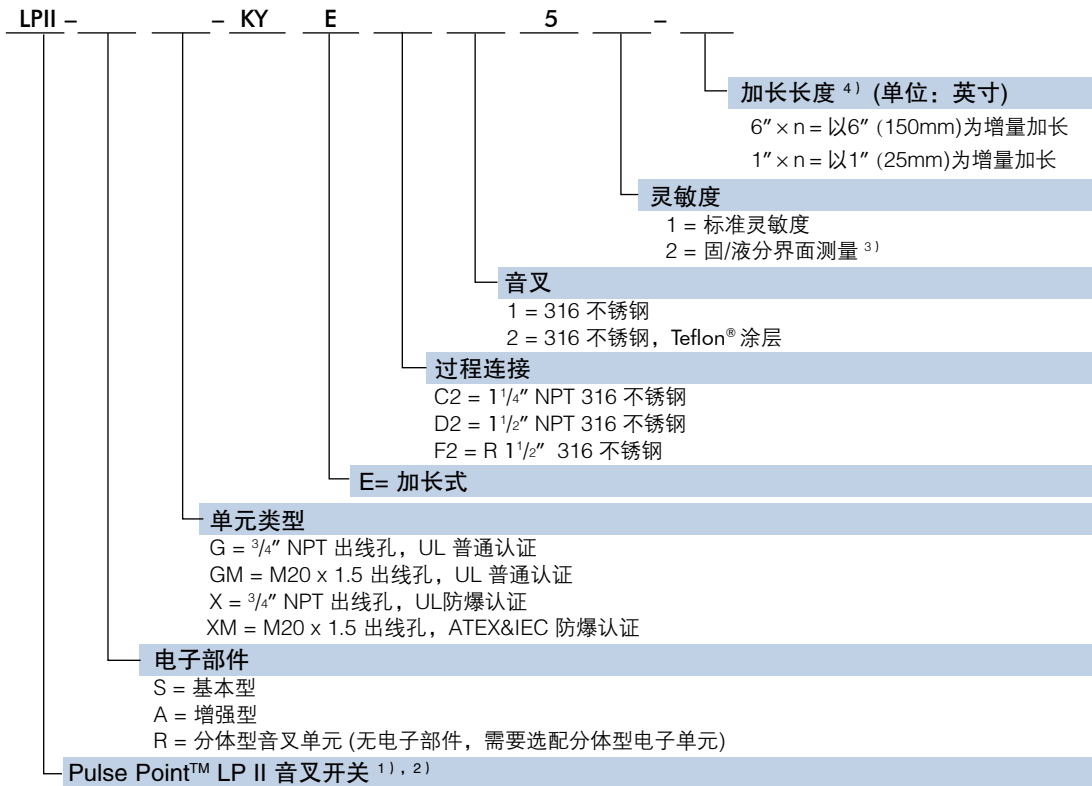 LPII – – KY E 5 –
加长长度 4) (单位：英寸)
6″ × n = 以6″ (150mm)为增量加长
1″ × n = 以1″ (25mm)为增量加长
灵敏度
1 = 标准灵敏度
2 = 固/液分界面测量 3)
音叉
1 = 316 不锈钢
2 = 316 不锈钢，Teflon® 涂层
过程连接
C2 = 1 1/4″ NPT 316 不锈钢
D2 = 1 1/2″ NPT 316 不锈钢
F2 = R 1 1/2″ 316 不锈钢
E= 加长式
单元类型
G = 3/4″ NPT 出线孔，UL 普通认证
GM = M20 x 1.5 出线孔，UL 普通认证
X = 3/4″ NPT 出线孔，UL防爆认证
XM = M20 x 1.5 出线孔，ATEX&IEC 防爆认证
电子部件
S = 基本型
A = 增强型
R = 分体型音叉单元 (无电子部件，需要选配分体型电子单元)
Pulse Point™ LP II 音叉开关 1)，2)